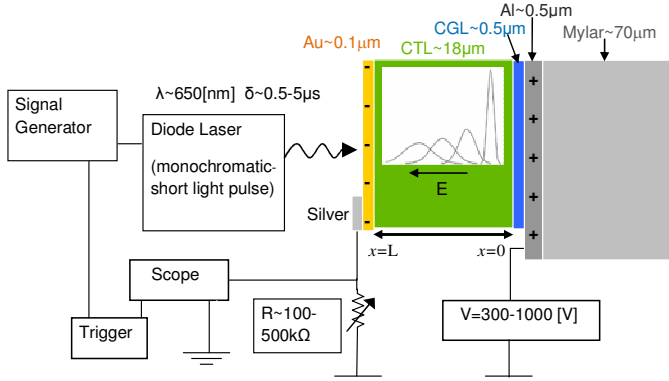 Al~0.5µm
CGL~0.5µm
Mylar~70µm
Au~0.1µm
CTL~18µm
λ~650[nm] δ~0.5-5µs
Signal
Generator
Diode Laser
(monochromatic-
short light pulse)
- + 
- +
- +
- +
- +
E
Silver
x=L
x=0
Scope
R~100-
500kΩ
V=300-1000 [V]
Trigger